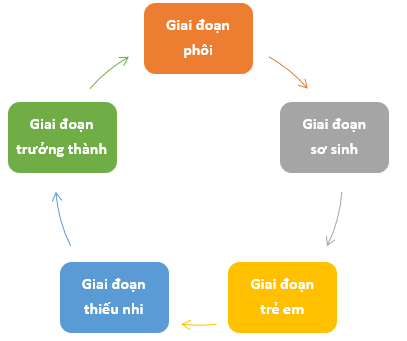 Giai đoạn
phôi
Giai đoạn
sơ sinh
Giai đoạn
trẻ em
Giai đoạn
thiếu nhi
Giai đoạn
trưởng thành